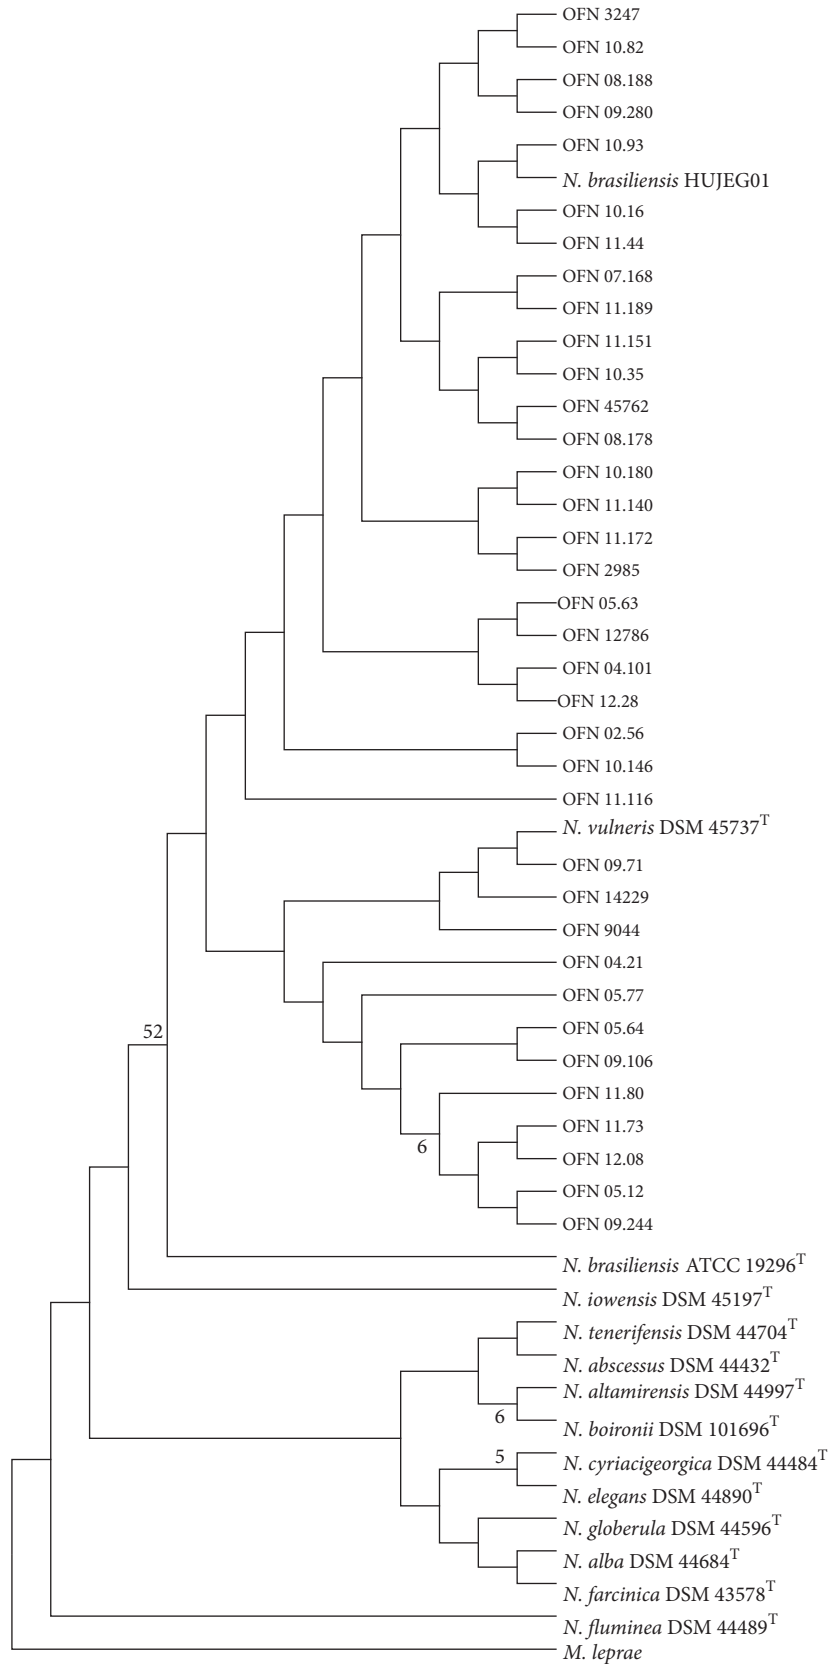 OFN 3247
OFN 10.82
OFN 08.188
OFN 09.280
OFN 10.93
N. brasiliensis HUJEG01
OFN 10.16
OFN 11.44
OFN 07.168
OFN 11.189
OFN 11.151
OFN 10.35
OFN 45762
OFN 08.178
OFN 10.180
OFN 11.140
OFN 11.172
OFN 2985
OFN 05.63
OFN 12786
OFN 04.101
OFN 12.28
OFN 02.56
OFN 10.146
OFN 11.116
N. vulneris DSM 45737T
OFN 09.71
OFN 14229
OFN 9044
OFN 04.21
OFN 05.77
OFN 05.64
52
OFN 09.106
OFN 11.80
OFN 11.73
6
OFN 12.08
OFN 05.12
OFN 09.244
N. brasiliensis ATCC 19296T
N. iowensis DSM 45197T
N. tenerifensis DSM 44704T
N. abscessus DSM 44432T
N. altamirensis DSM 44997T
6
N. boironii DSM 101696T
5
N. cyriacigeorgica DSM 44484T
N. elegans DSM 44890T
N. globerula DSM 44596T
N. alba DSM 44684T
N. farcinica DSM 43578T
N. fluminea DSM 44489T
M. leprae